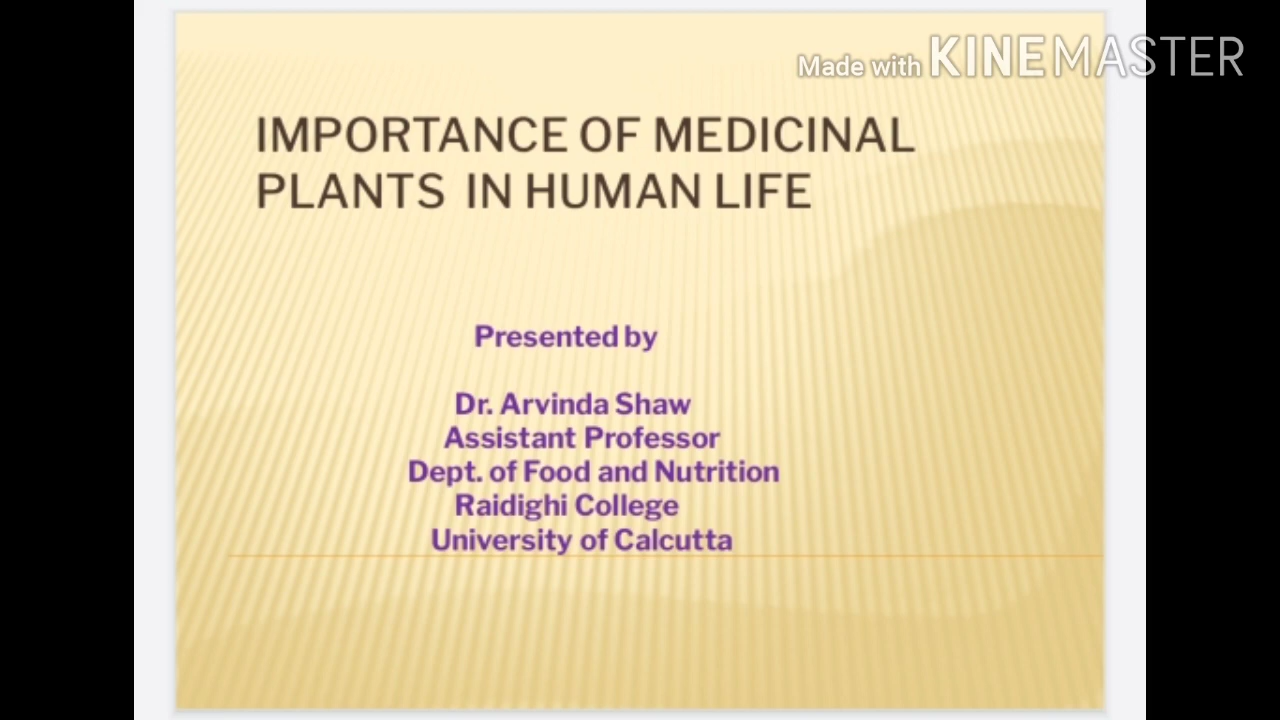 Made with KINEMASTER
IMPORTANCE OF MEDICINAL
PLANTS IN HUMAN LIFE
Presented by
Dr. Arvinda Shaw
Assistant Professor
Dept. of Food and Nutrition
Raidighi College
University of Calcutta